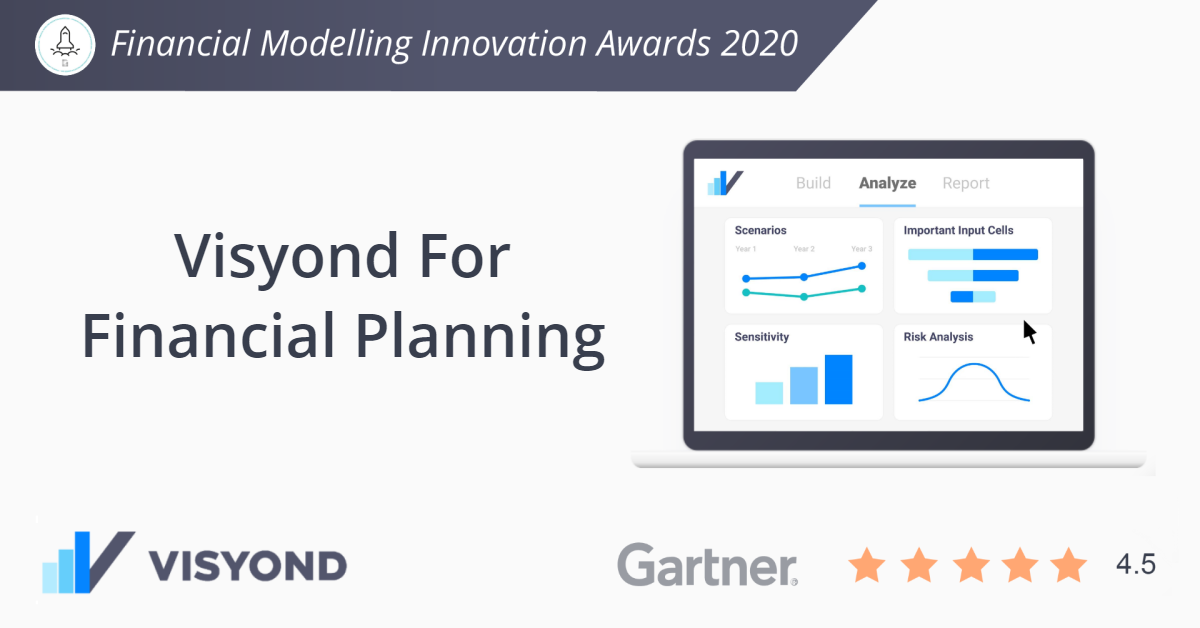 Financial Modelling Innovation Awards 2020
Visyond For
Financial Planning
Build Analyze Report
Scenarios
Year 1 Year 2 Year 3
Important Input Cells
Sensitivity
Risk Analysis
VISYOND
Gartner
4.5